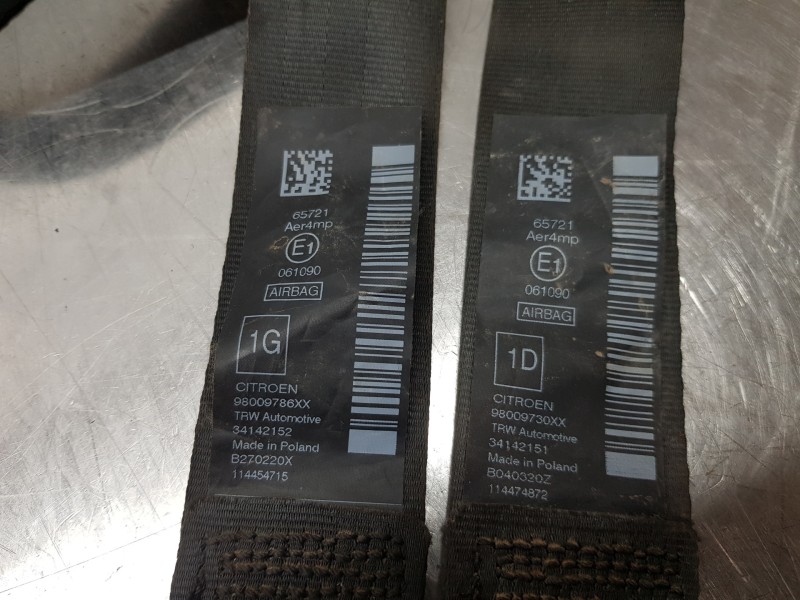 65721
Aer4mp
E1
061090
AIRBAG
1G
CITROEN
98009786XX
TRW Automotive
34142152
Made in Poland
B270220X
114454715
65721
Aer4mp
E1
061090
AIRBAG
1D
CITROEN
98009730XX
TRW Automotive
34142151
Made in Poland
B040320Z
114474872